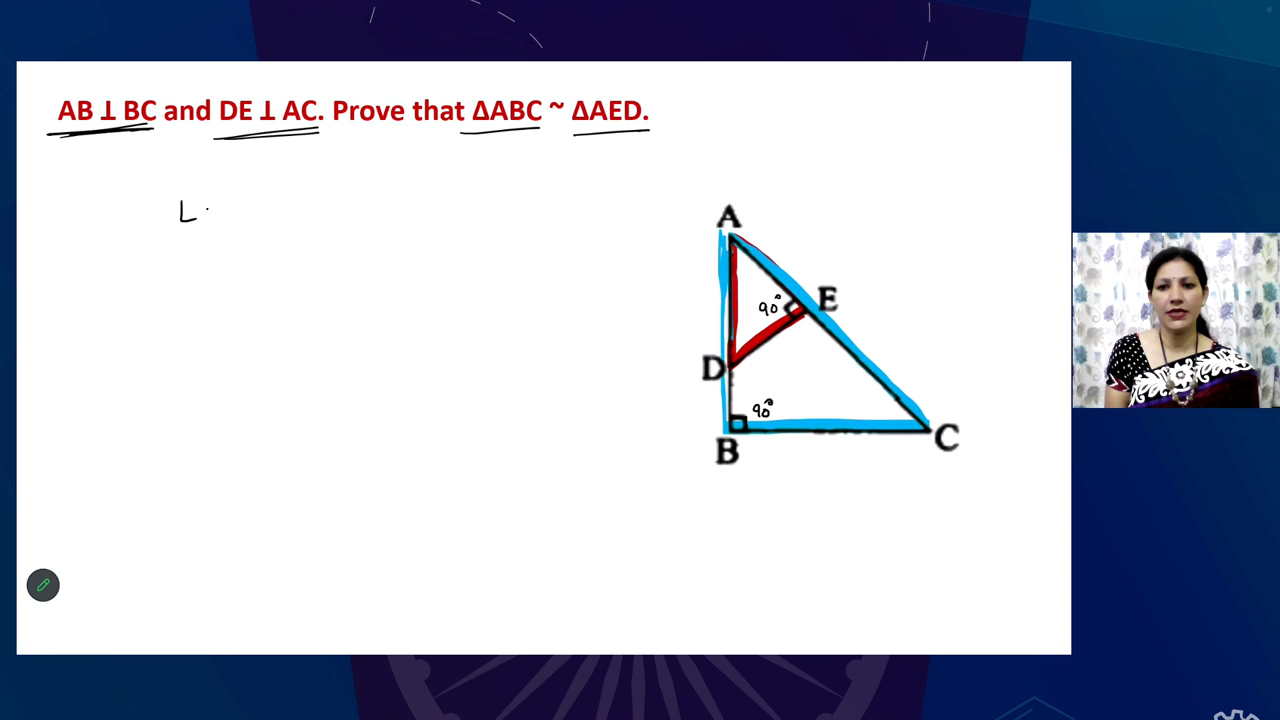 AB ⊥ BC and DE ⊥ AC. Prove that ΔABC ~ ΔAED.
L
A
E
90°
D
90°
B
C